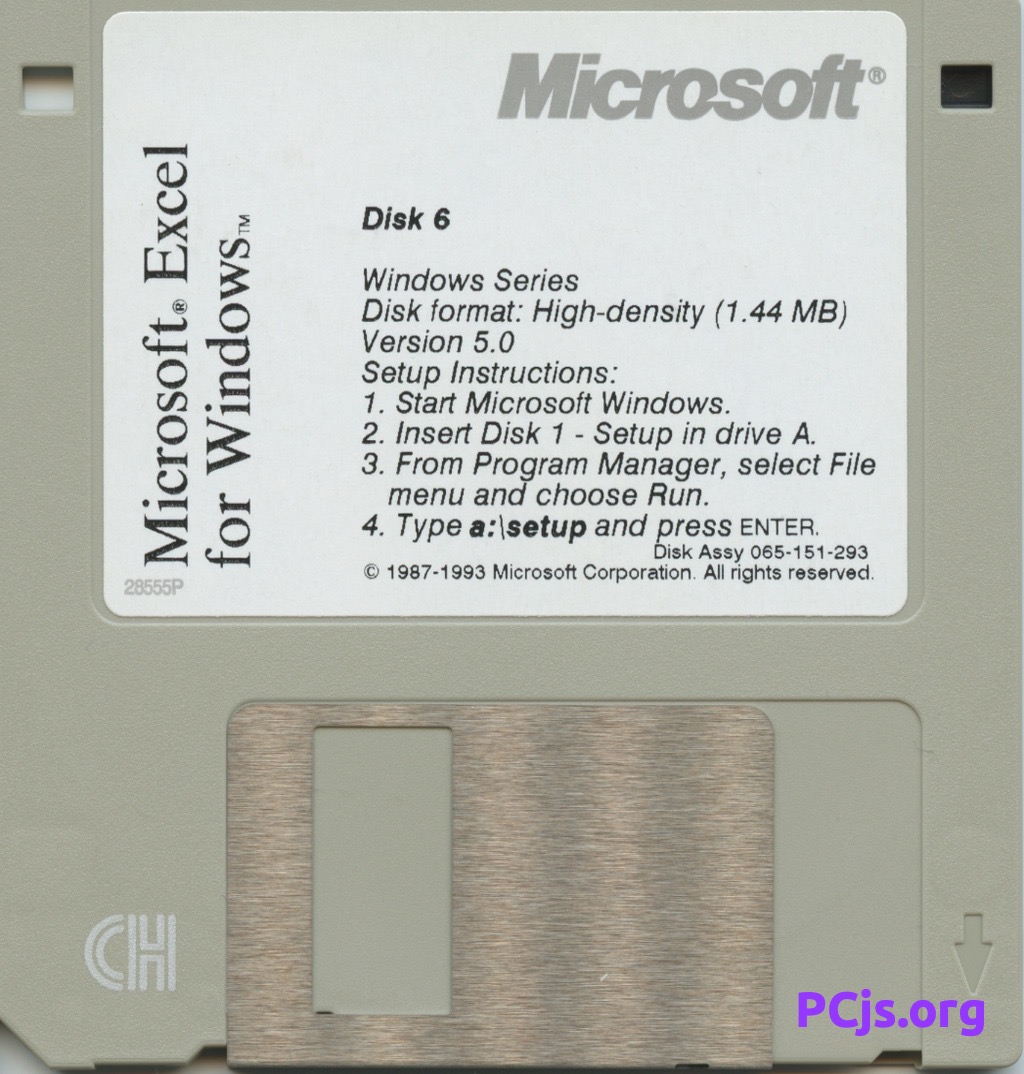 Microsoft®
Microsoft® Excel
for Windows™
Disk 6
Windows Series
Disk format: High-density (1.44 MB)
Version 5.0
Setup Instructions:
1. Start Microsoft Windows.
2. Insert Disk 1 - Setup in drive A.
3. From Program Manager, select File
menu and choose Run.
4. Type a:\setup and press ENTER.
Disk Assy 065-151-293
© 1987-1993 Microsoft Corporation. All rights reserved.
28555P
CH
PCjs.org